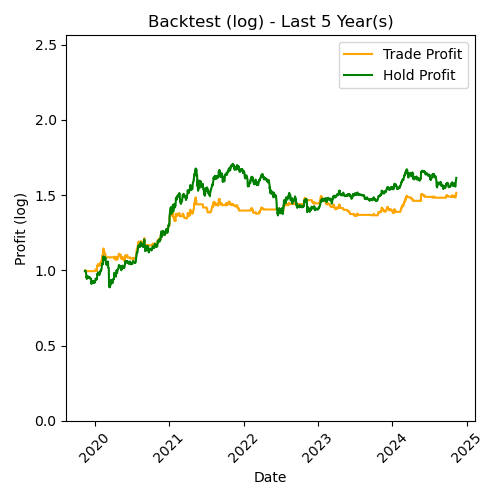 Backtest (log) - Last 5 Year(s)
Trade Profit
Hold Profit
Profit (log)
2.5
2.0
1.5
1.0
0.5
0.0
2020
2021
2022
2023
2024
2025
Date